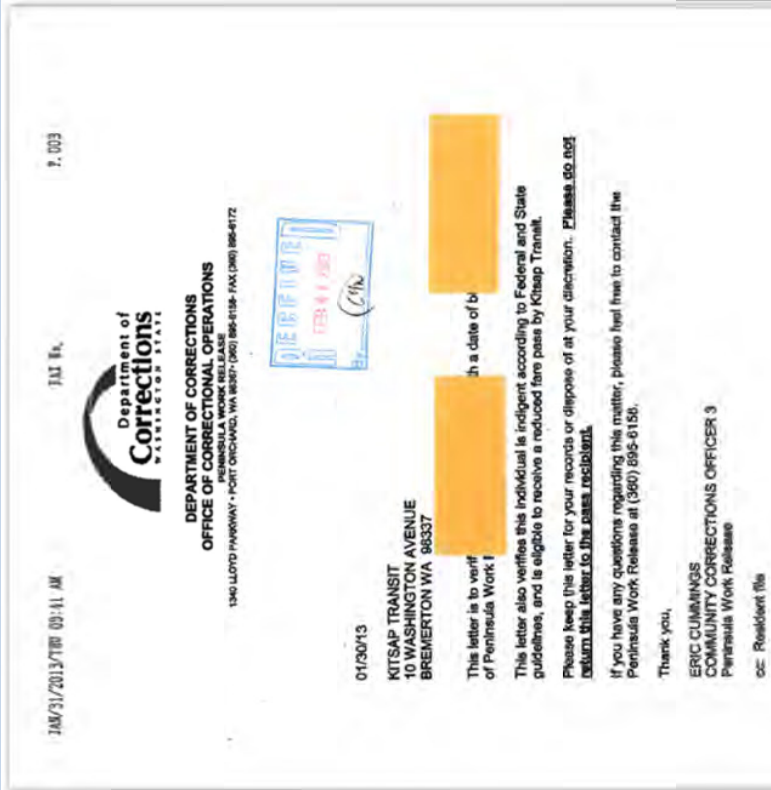 JAN/31/2013/THU 09:41 AM FAX No. P. 003
Department of
Corrections
WASHINGTON STATE
DEPARTMENT OF CORRECTIONS
OFFICE OF CORRECTIONAL OPERATIONS
PENINSULA WORK RELEASE
1340 LLOYD PARKWAY • PORT ORCHARD, WA 98367• (360) 895-6158• FAX (360) 895-6172
RECEIVED
FEB 2013
By
01/30/13
KITSAP TRANSIT
10 WASHINGTON AVENUE
BREMERTON WA 98337
This letter is to verif h a date of bi
of Peninsula Work
This letter also verifies this individual is indigent according to Federal and State
guidelines, and is eligible to receive a reduced fare pass by Kitsap Transit.
Please keep this letter for your records or dispose of at your discretion. Please do not
return this letter to the pass recipient.
If you have any questions regarding this matter, please feel free to contact the
Peninsula Work Release at (360) 895-6158.
Thank you,
ERIC CUMMINGS
COMMUNITY CORRECTIONS OFFICER 3
Peninsula Work Release
cc: Resident file